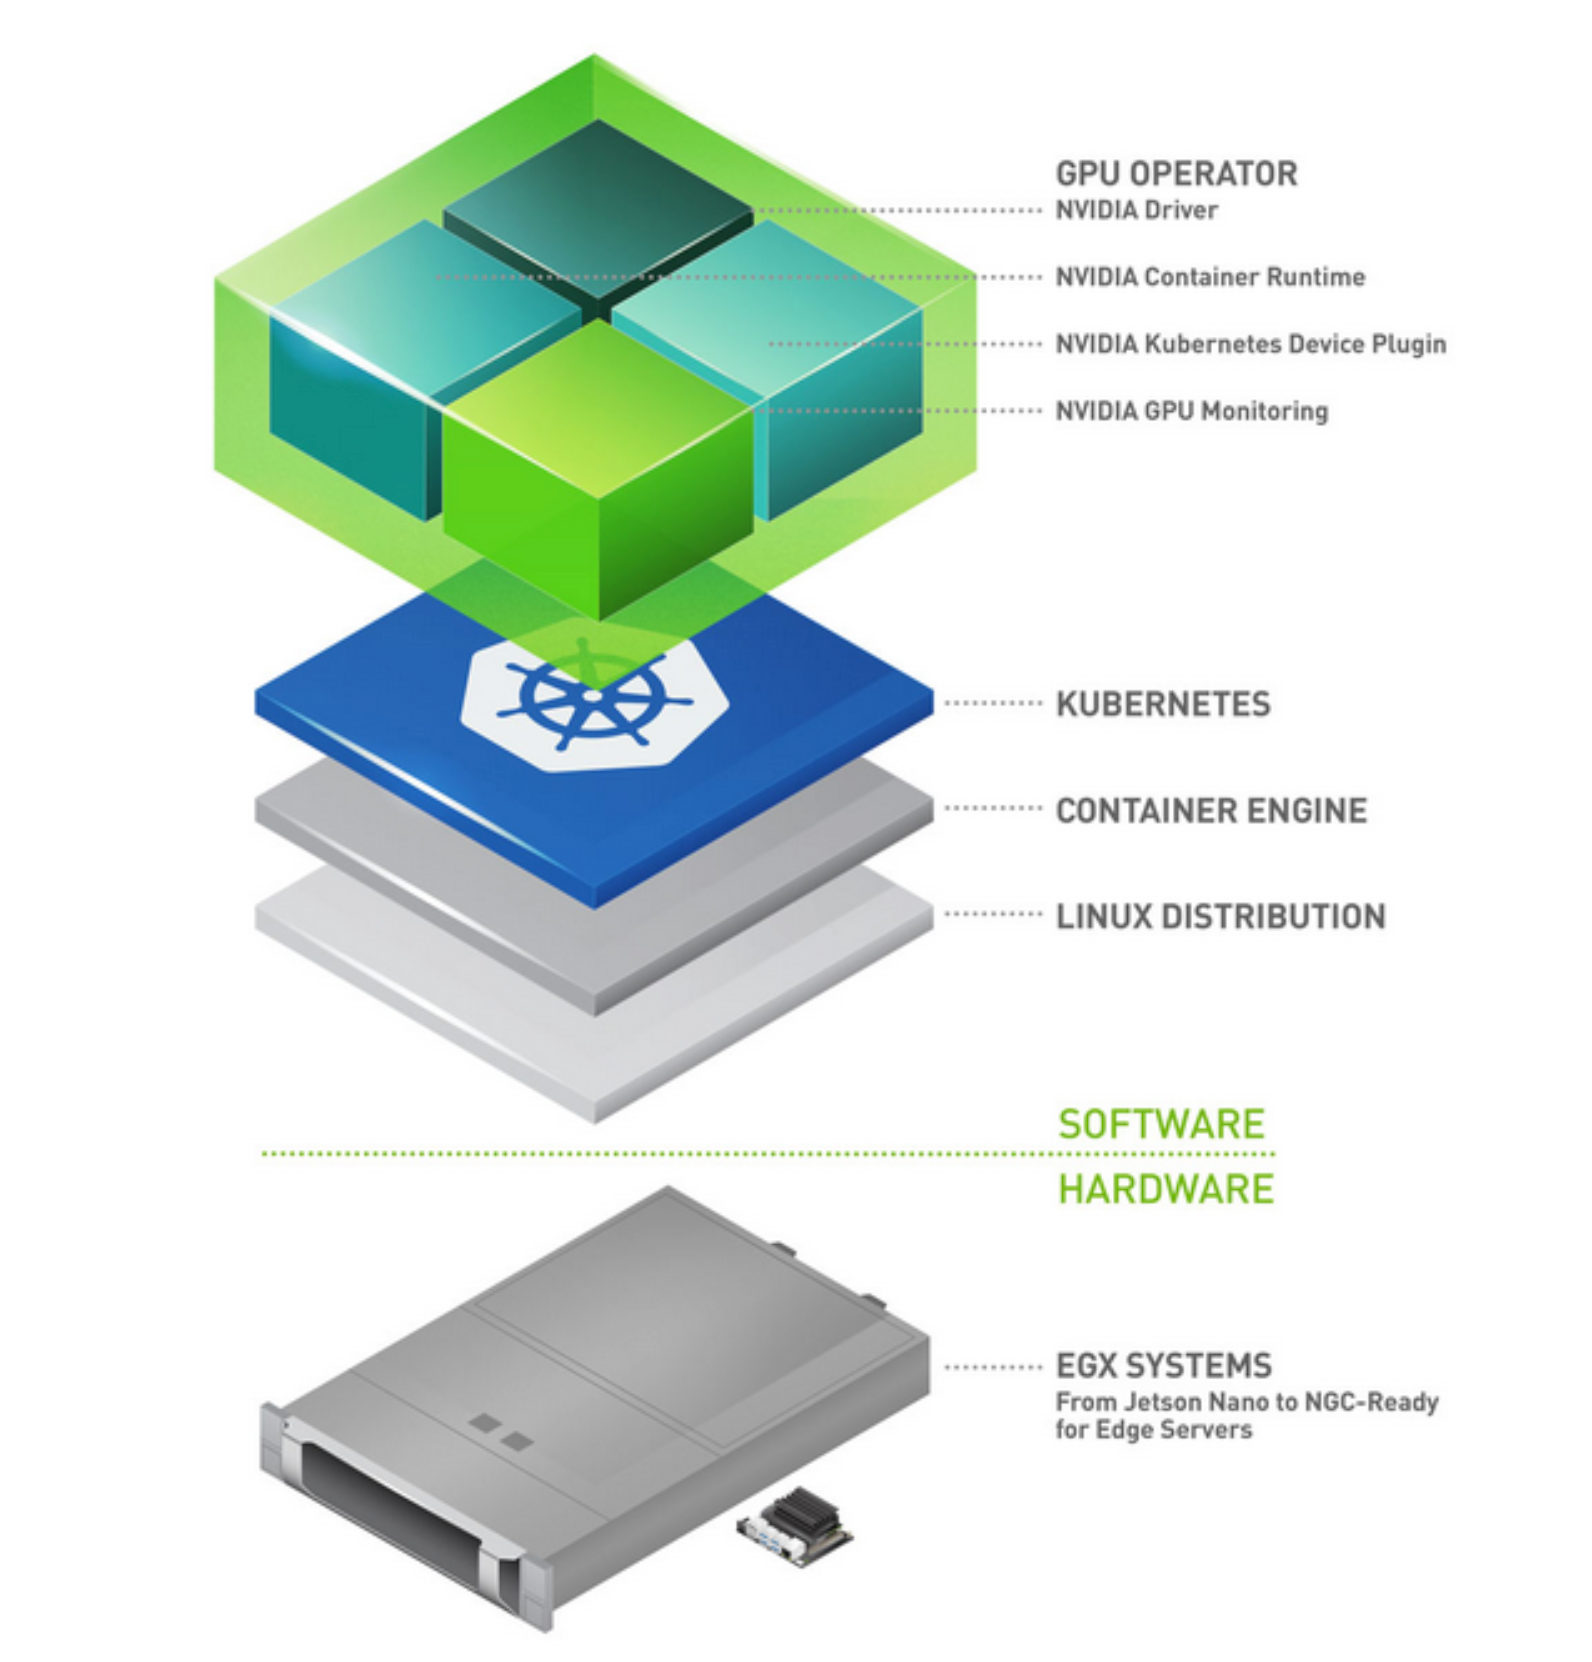 GPU OPERATOR
NVIDIA Driver
NVIDIA Container Runtime
NVIDIA Kubernetes Device Plugin
NVIDIA GPU Monitoring
KUBERNETES
CONTAINER ENGINE
LINUX DISTRIBUTION
SOFTWARE
HARDWARE
EGX SYSTEMS
From Jetson Nano to NGC-Ready
for Edge Servers